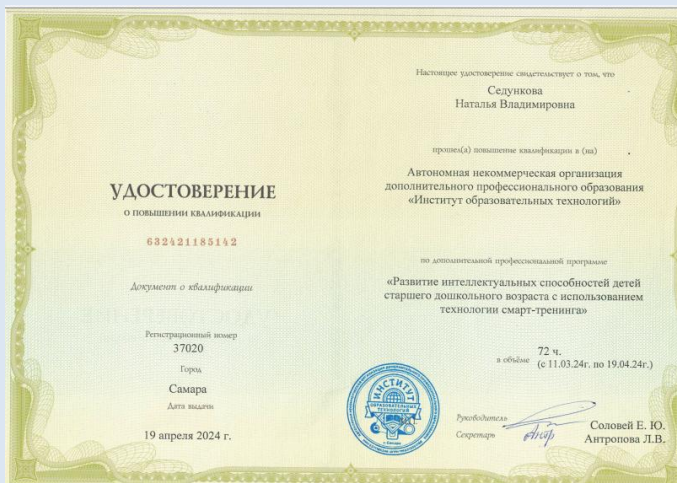 УДОСТОВЕРЕНИЕ
О ПОВЫШЕНИИ КВАЛИФИКАЦИИ
632421185142
Документ о квалификации
Регистрационный номер
37020
Город
Самара
Дата выдачи
19 апреля 2024 г.
Настоящее удостоверение свидетельствует о том, что
Седункова
Наталья Владимировна
прошел(а) повышение квалификации в (на)
Автономная некоммерческая организация
дополнительного профессионального образования
«Институт образовательных технологий»
по дополнительной профессиональной программе
«Развитие интеллектуальных способностей детей
старшего дошкольного возраста с использованием
технологии смарт-тренинга»
в объёме 72 ч.
(с 11.03.24г. по 19.04.24г.)
ИНСТИТУТ
ОБРАЗОВАТЕЛЬНЫХ
ТЕХНОЛОГИЙ
Руководитель Соловей Е. Ю.
Секретарь Антропова Л.В.